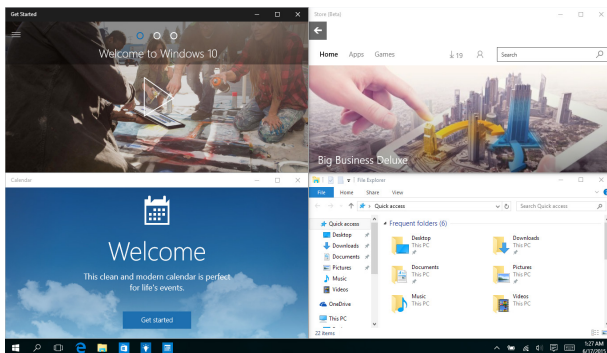 Get Started
Welcome to Windows 10
Store (Beta)
Home Apps Games 19 Search
Big Business Deluxe
Calendar
Welcome
This clean and modern calendar is perfect
for life's events.
Get started
File Explorer
File Home Share View
Quick access Search Quick access
Quick access
Desktop
Downloads
Documents
Pictures
Music
Videos
OneDrive
This PC
22 items
Frequent folders (6)
Desktop
This PC
Downloads
This PC
Documents
This PC
Pictures
This PC
Music
This PC
Videos
This PC
1:27 AM
6/17/2015